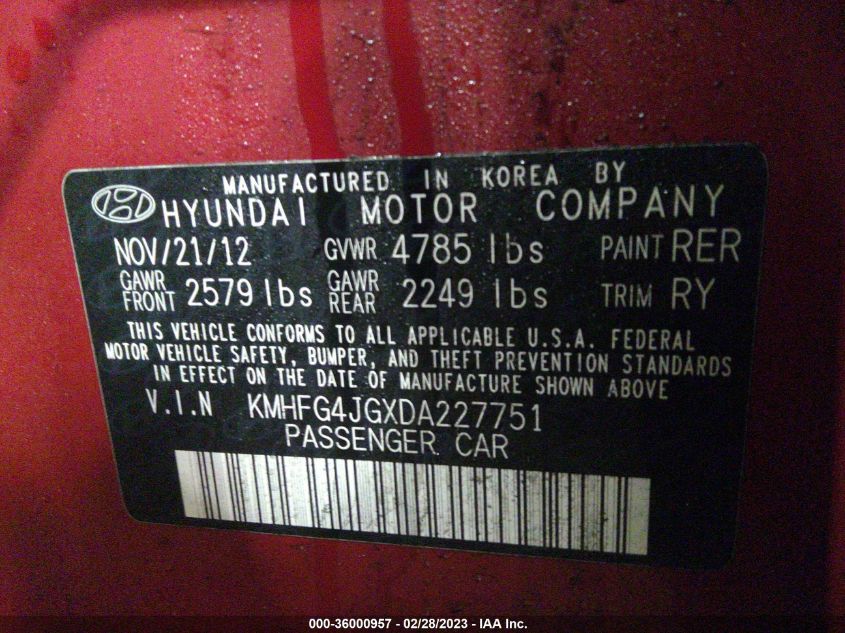 MANUFACTURED IN KOREA BY
HYUNDAI MOTOR COMPANY
NOV/21/12 GVWR 4785 lbs PAINT RER
GAWR FRONT 2579 lbs GAWR REAR 2249 lbs TRIM RY
THIS VEHICLE CONFORMS TO ALL APPLICABLE U.S.A. FEDERAL
MOTOR VEHICLE SAFETY, BUMPER, AND THEFT PREVENTION STANDARDS
IN EFFECT ON THE DATE OF MANUFACTURE SHOWN ABOVE
V.I.N KMHFG4JGXDA227751
PASSENGER CAR
000-36000957 - 02/28/2023 - IAA Inc.